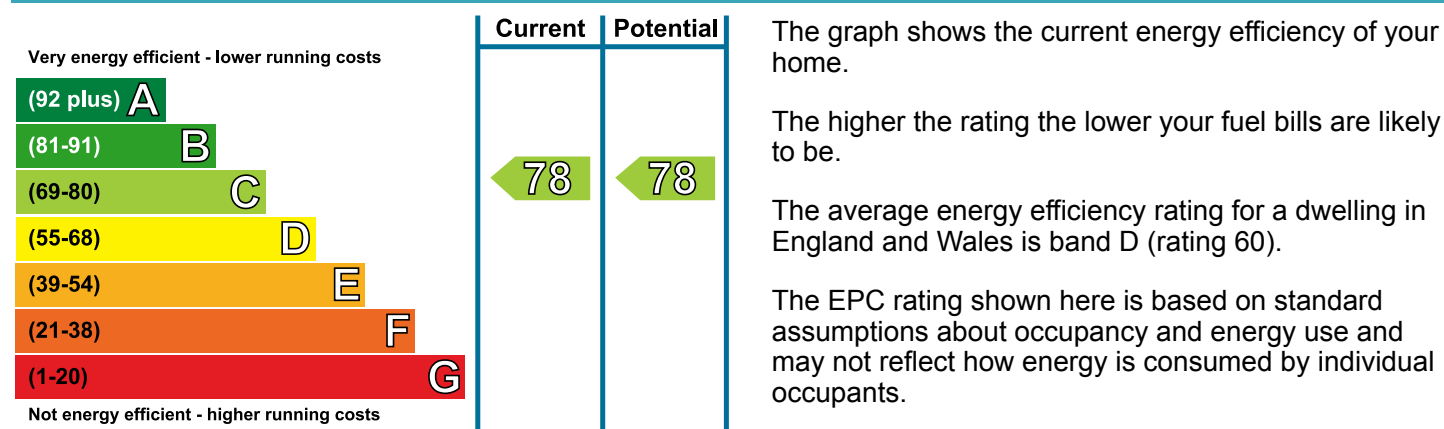 Current Potential
Very energy efficient - lower running costs
(92 plus) A
(81-91) B
(69-80) C
78 78
(55-68) D
(39-54) E
(21-38) F
(1-20) G
Not energy efficient - higher running costs
The graph shows the current energy efficiency of your
home.
The higher the rating the lower your fuel bills are likely
to be.
The average energy efficiency rating for a dwelling in
England and Wales is band D (rating 60).
The EPC rating shown here is based on standard
assumptions about occupancy and energy use and
may not reflect how energy is consumed by individual
occupants.